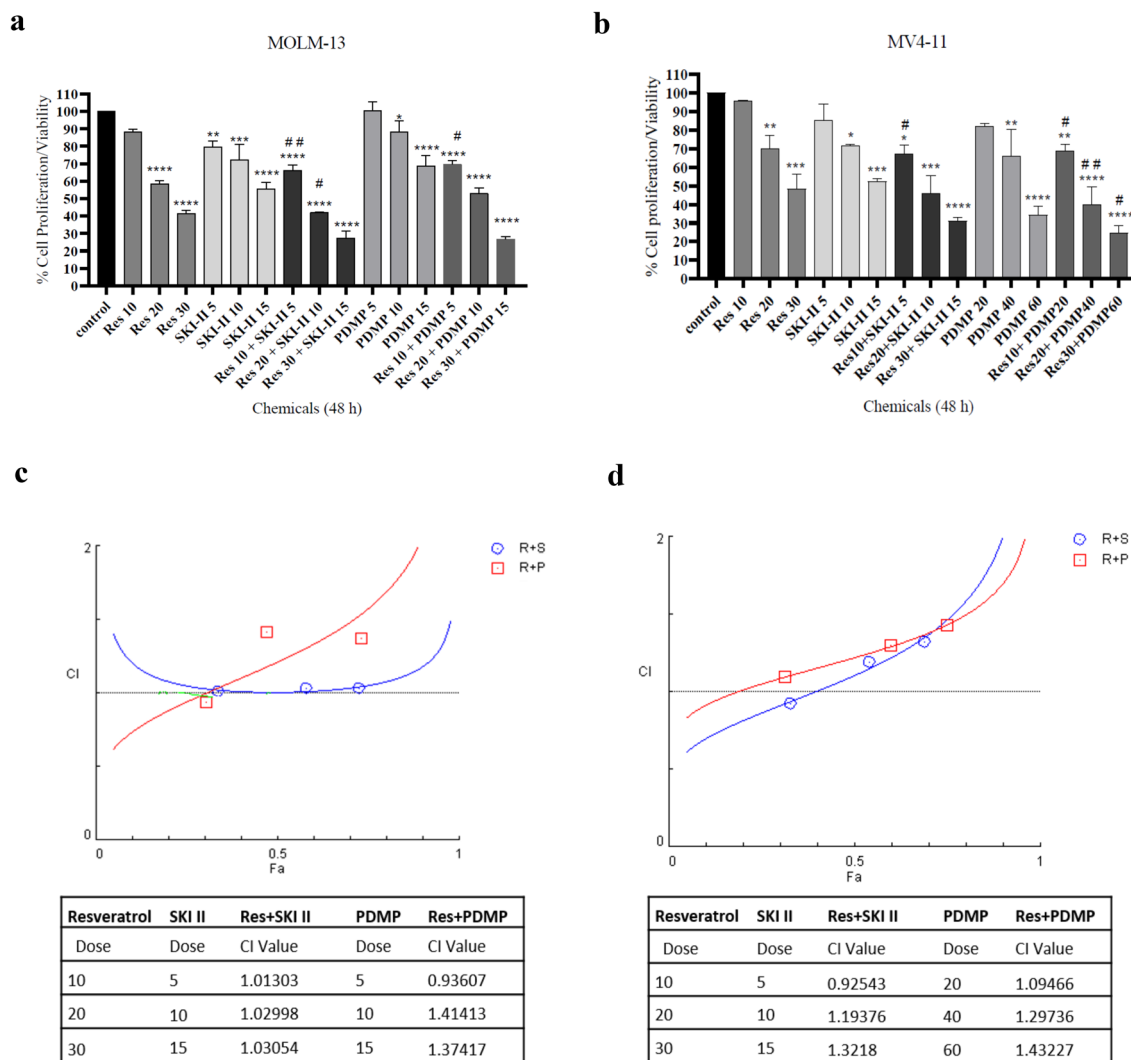 a
MOLM-13
% Cell Proliferation/Viability
110
100
90
80
70
60
50
40
30
20
10
0
****
****
**
***
****
# #
****
#
****
****
*
****
#
****
****
****
control
Res 10
Res 20
Res 30
SKI-II 5
SKI-II 10
SKI-II 15
Res 10 + SKI-II 5
Res 20 + SKI-II 10
Res 30 + SKI-II 15
PDMP 5
PDMP 10
PDMP 15
Res 10 + PDMP 5
Res 20 + PDMP 10
Res 30 + PDMP 15
Chemicals (48 h)
b
MV4-11
% Cell proliferation/Viability
110
100
90
80
70
60
50
40
30
20
10
0
**
***
*
***
#
*
***
****
**
****
#
**
# #
****
#
****
control
Res 10
Res 20
Res 30
SKI-II 5
SKI-II 10
SKI-II 15
Res10+SKI-II 5
Res20+SKI-II 10
Res 30+ SKI-II 15
PDMP 20
PDMP 40
PDMP 60
Res10+ PDMP20
Res20+ PDMP40
Res30+PDMP60
Chemicals (48 h)
c
2
CI
0
0
0.5
1
Fa
R+S
R+P
Resveratrol SKI II Res+SKI II PDMP Res+PDMP
Dose Dose CI Value Dose CI Value
10 5 1.01303 5 0.93607
20 10 1.02998 10 1.41413
30 15 1.03054 15 1.37417
d
2
CI
0
0
0.5
1
Fa
R+S
R+P
Resveratrol SKI II Res+SKI II PDMP Res+PDMP
Dose Dose CI Value Dose CI Value
10 5 0.92543 20 1.09466
20 10 1.19376 40 1.29736
30 15 1.3218 60 1.43227